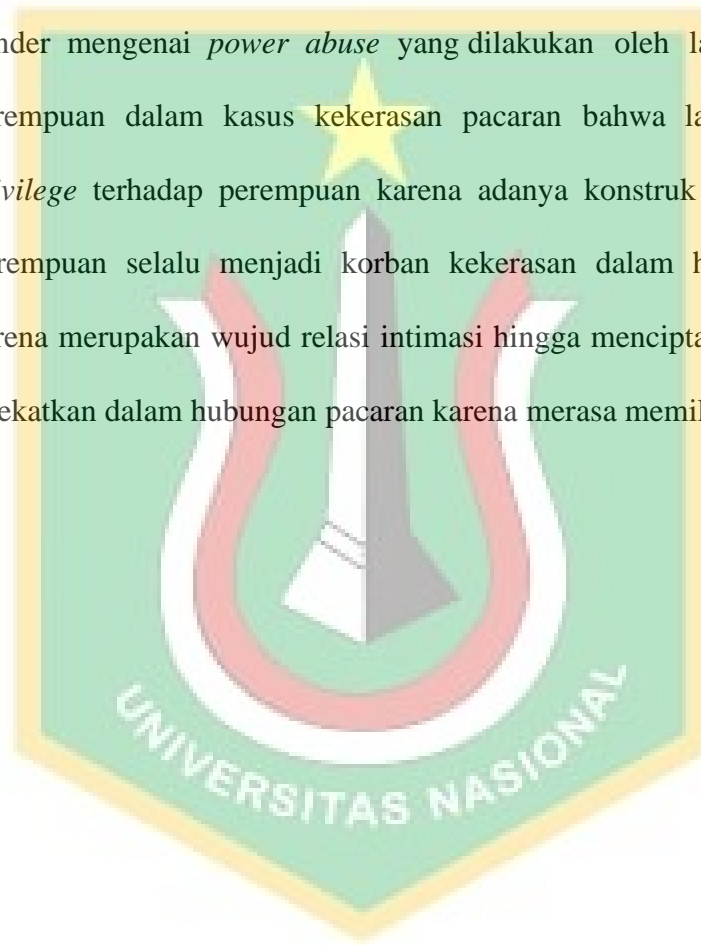 nder mengenai power abuse yang dilakukan oleh la
rempuan dalam kasus kekerasan pacaran bahwa la
vilege terhadap perempuan karena adanya konstruk
rempuan selalu menjadi korban kekerasan dalam h
rena merupakan wujud relasi intimasi hingga mencipta
ekatkan dalam hubungan pacaran karena merasa memil
UNIVERSITAS NASIONAL